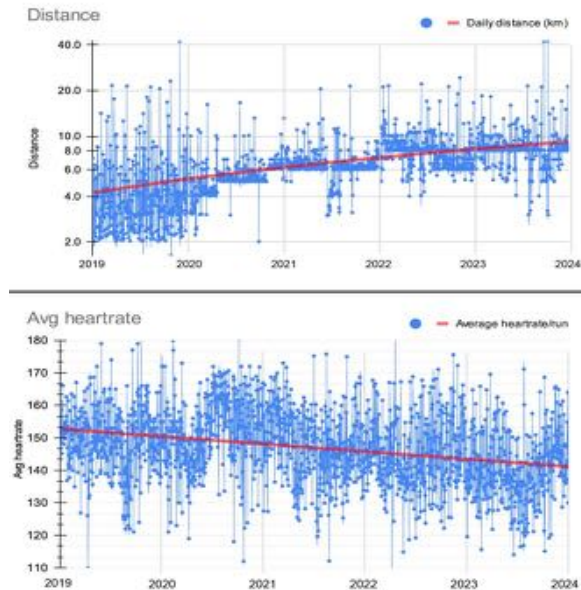 Distance
Daily distance (km)
40.0
20.0
10.0
8.0
6.0
4.0
2.0
Distance
2019 2020 2021 2022 2023 2024
Avg heartrate
Average heartrate/run
180
170
160
150
140
130
120
110
Avg heartrate
2019 2020 2021 2022 2023 2024